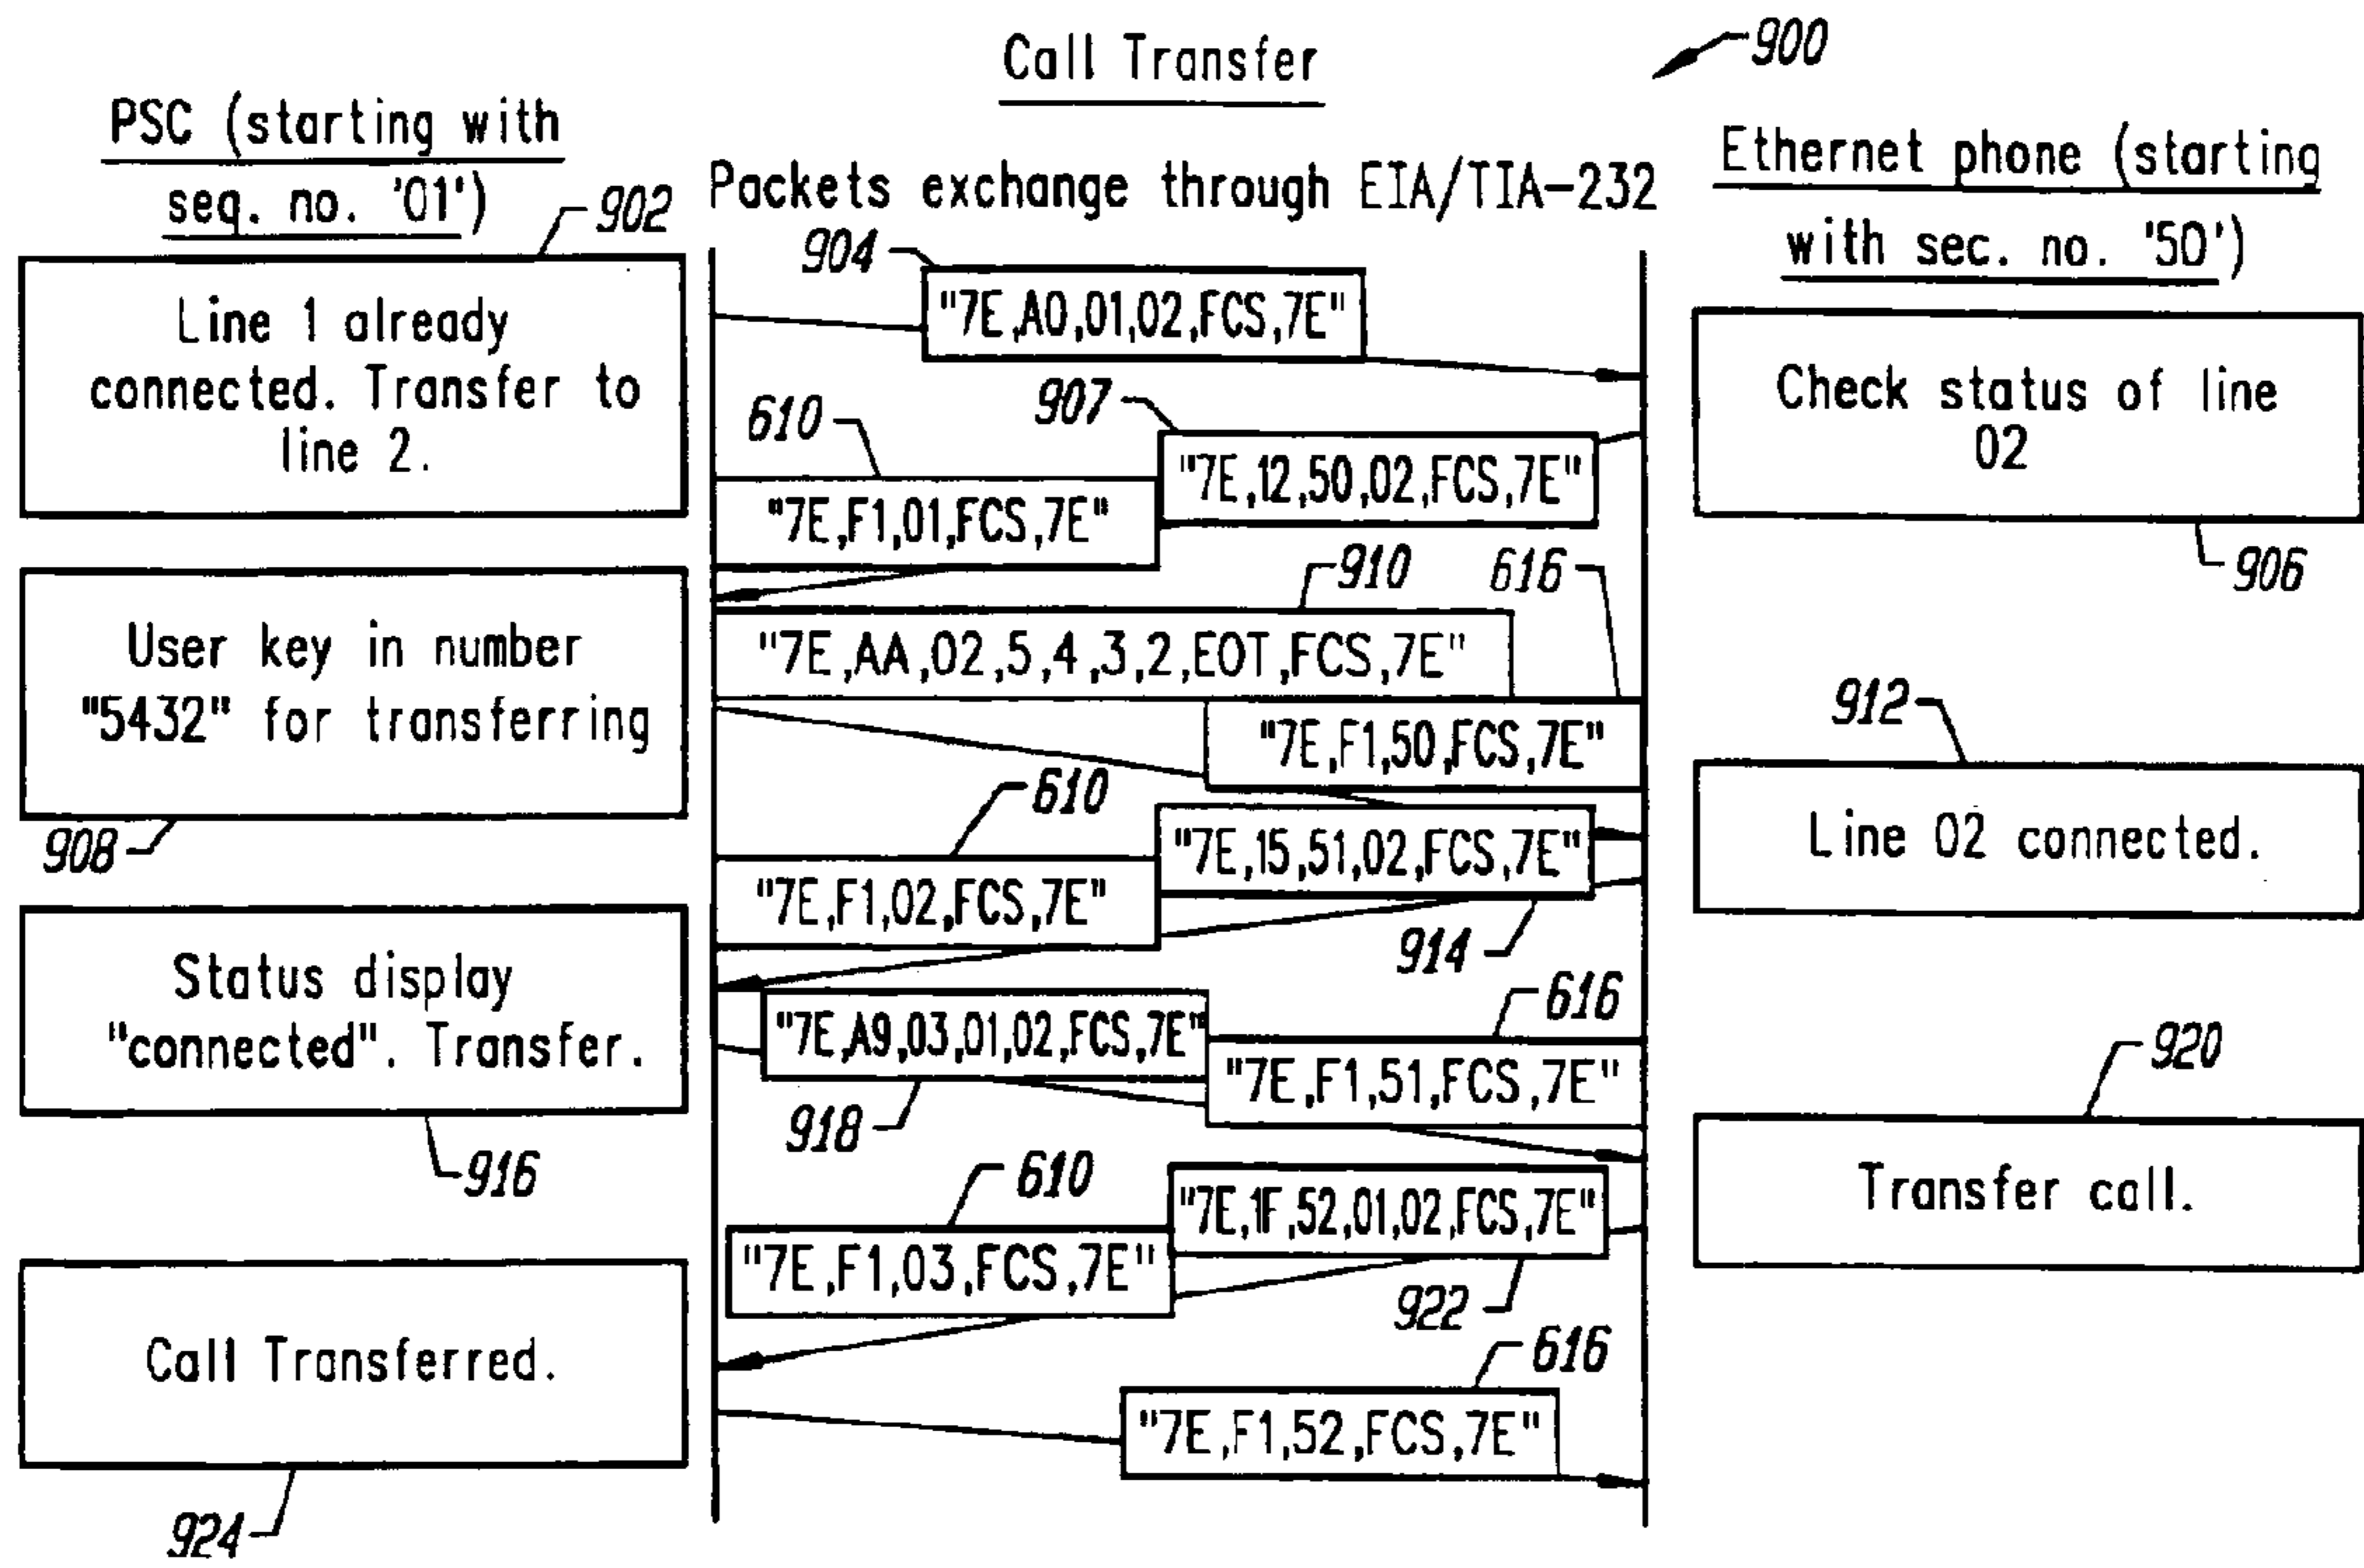 Call Transfer
900
PSC (starting with
seq. no. '01')
Packets exchange through EIA/TIA-232
Ethernet phone (starting
with sec. no. '50')
902
Line 1 already
connected. Transfer to
line 2.
904
"7E,A0,01,02,FCS,7E"
Check status of line
02
906
907
"7E,12,50,02,FCS,7E"
610
"7E,F1,01,FCS,7E"
User key in number
"5432" for transferring
908
910
"7E,AA,02,5,4,3,2,EOT,FCS,7E"
616
"7E,F1,50,FCS,7E"
912
Line 02 connected.
"7E,15,51,02,FCS,7E"
914
610
"7E,F1,02,FCS,7E"
Status display
"connected". Transfer.
916
"7E,A9,03,01,02,FCS,7E"
918
616
"7E,F1,51,FCS,7E"
920
Transfer call.
"7E,1F,52,01,02,FCS,7E"
922
610
"7E,F1,03,FCS,7E"
Call Transferred.
924
616
"7E,F1,52,FCS,7E"